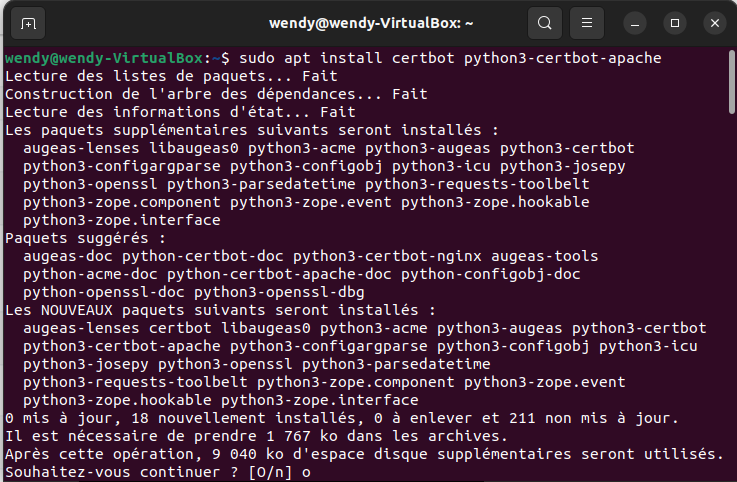 wendy@wendy-VirtualBox: ~
wendy@wendy-VirtualBox:~$ sudo apt install certbot python3-certbot-apache
Lecture des listes de paquets... Fait
Construction de l'arbre des dépendances... Fait
Lecture des informations d'état... Fait
Les paquets supplémentaires suivants seront installés :
augeas-lenses libaugeas0 python3-acme python3-augeas python3-certbot
python3-configargparse python3-configobj python3-icu python3-josepy
python3-openssl python3-parsedatetime python3-requests-toolbelt
python3-zope.component python3-zope.event python3-zope.hookable
python3-zope.interface
Paquets suggérés :
augeas-doc python-certbot-doc python3-certbot-nginx augeas-tools
python-acme-doc python-certbot-apache-doc python-configobj-doc
python-openssl-doc python3-openssl-dbg
Les NOUVEAUX paquets suivants seront installés :
augeas-lenses certbot libaugeas0 python3-acme python3-augeas python3-certbot
python3-certbot-apache python3-configargparse python3-configobj python3-icu
python3-josepy python3-openssl python3-parsedatetime
python3-requests-toolbelt python3-zope.component python3-zope.event
python3-zope.hookable python3-zope.interface
0 mis à jour, 18 nouvellement installés, 0 à enlever et 211 non mis à jour.
Il est nécessaire de prendre 1 767 ko dans les archives.
Après cette opération, 9 040 ko d'espace disque supplémentaires seront utilisés.
Souhaitez-vous continuer ? [O/n] o